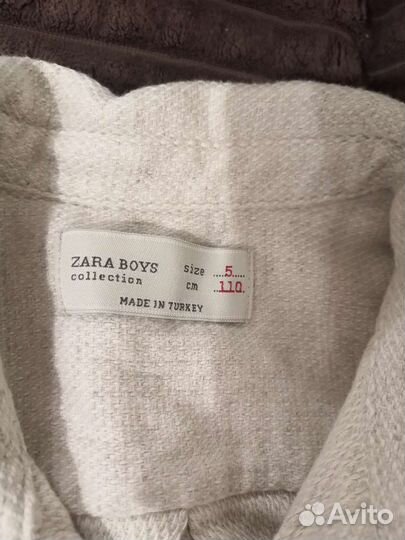 ZARA BOYS size 5
collection cm 110
MADE IN TURKEY
Avito